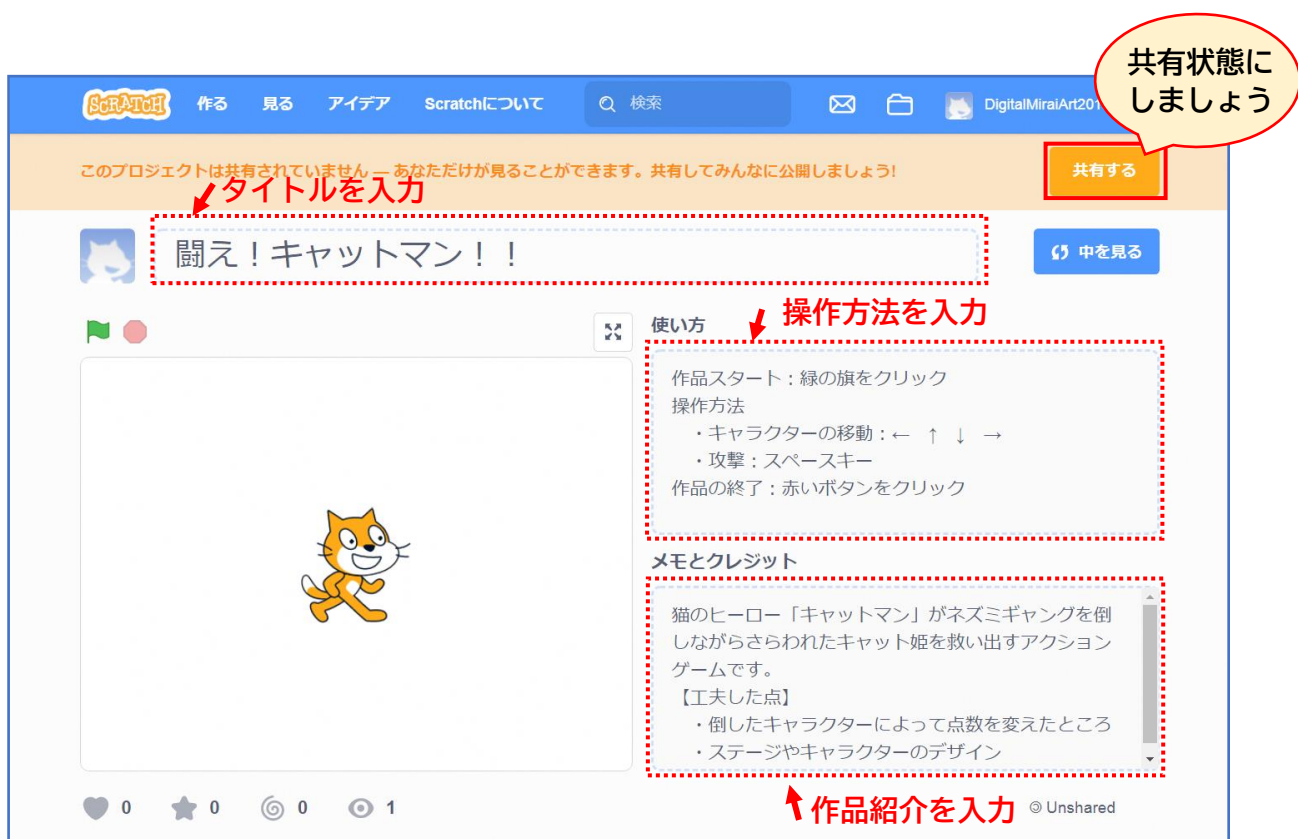 共有状態に
しましょう
SCRATCH 作る 見る アイデア Scratchについて 検索 DigitalMiraiArt201
このプロジェクトは共有されていません — あなただけが見ることができます。共有してみんなに公開しましょう!
共有する
タイトルを入力
闘え！キャットマン！！
中を見る
操作方法を入力
使い方
作品スタート：緑の旗をクリック
操作方法
・キャラクターの移動：← ↑ ↓ →
・攻撃：スペースキー
作品の終了：赤いボタンをクリック
メモとクレジット
猫のヒーロー「キャットマン」がネズミギャングを倒
しながらさらわれたキャット姫を救い出すアクション
ゲームです。
【工夫した点】
・倒したキャラクターによって点数を変えたところ
・ステージやキャラクターのデザイン
0 0 0 1
作品紹介を入力
Unshared